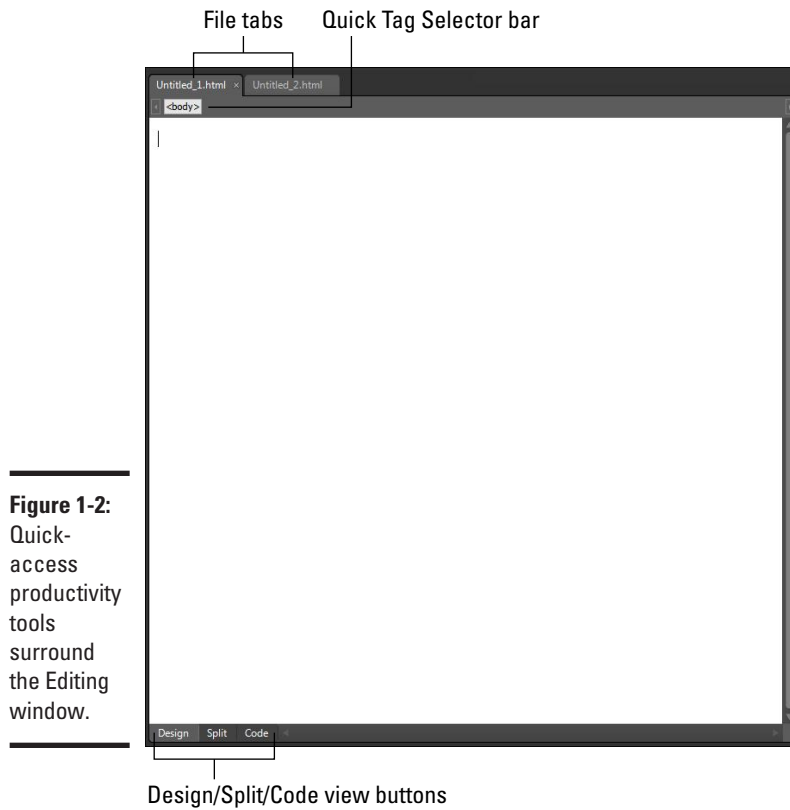 File tabs Quick Tag Selector bar
Untitled_1.html × Untitled_2.html
<body>
Figure 1-2:
Quick-
access
productivity
tools
surround
the Editing
window.
Design Split Code
Design/Split/Code view buttons